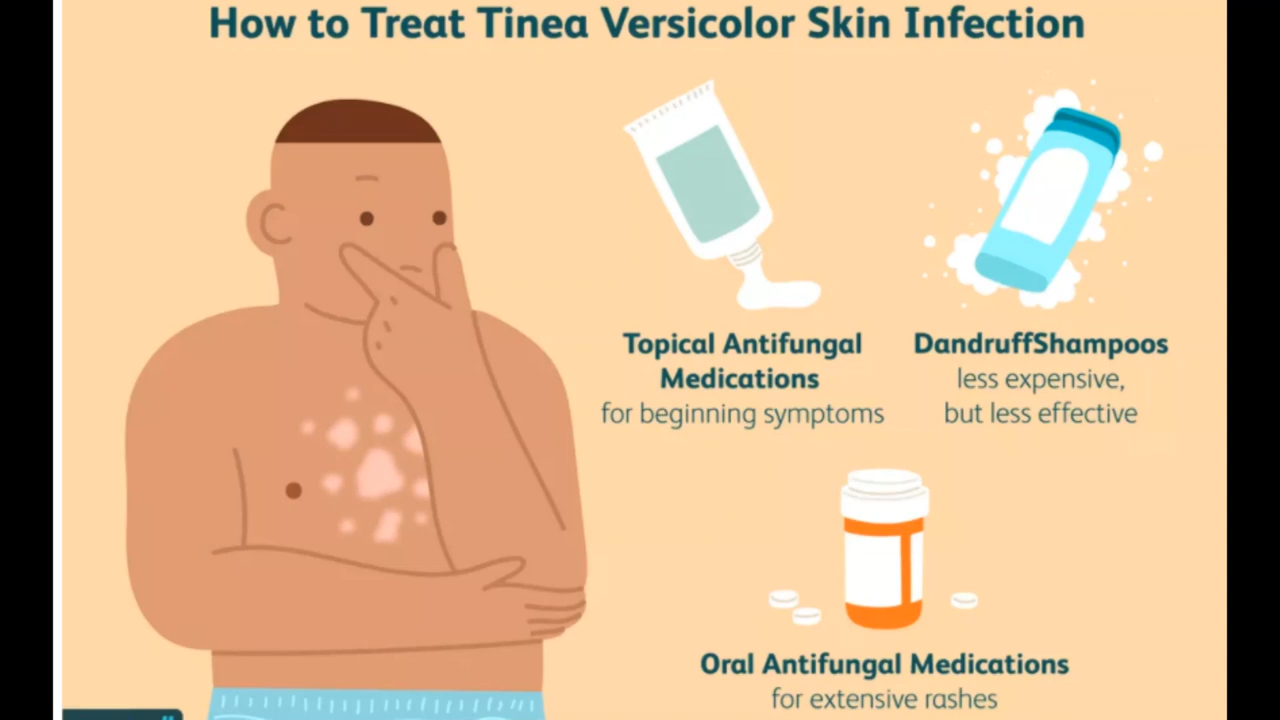 How to Treat Tinea Versicolor Skin Infection
Topical Antifungal
Medications
for beginning symptoms
DandruffShampoos
less expensive,
but less effective
Oral Antifungal Medications
for extensive rashes